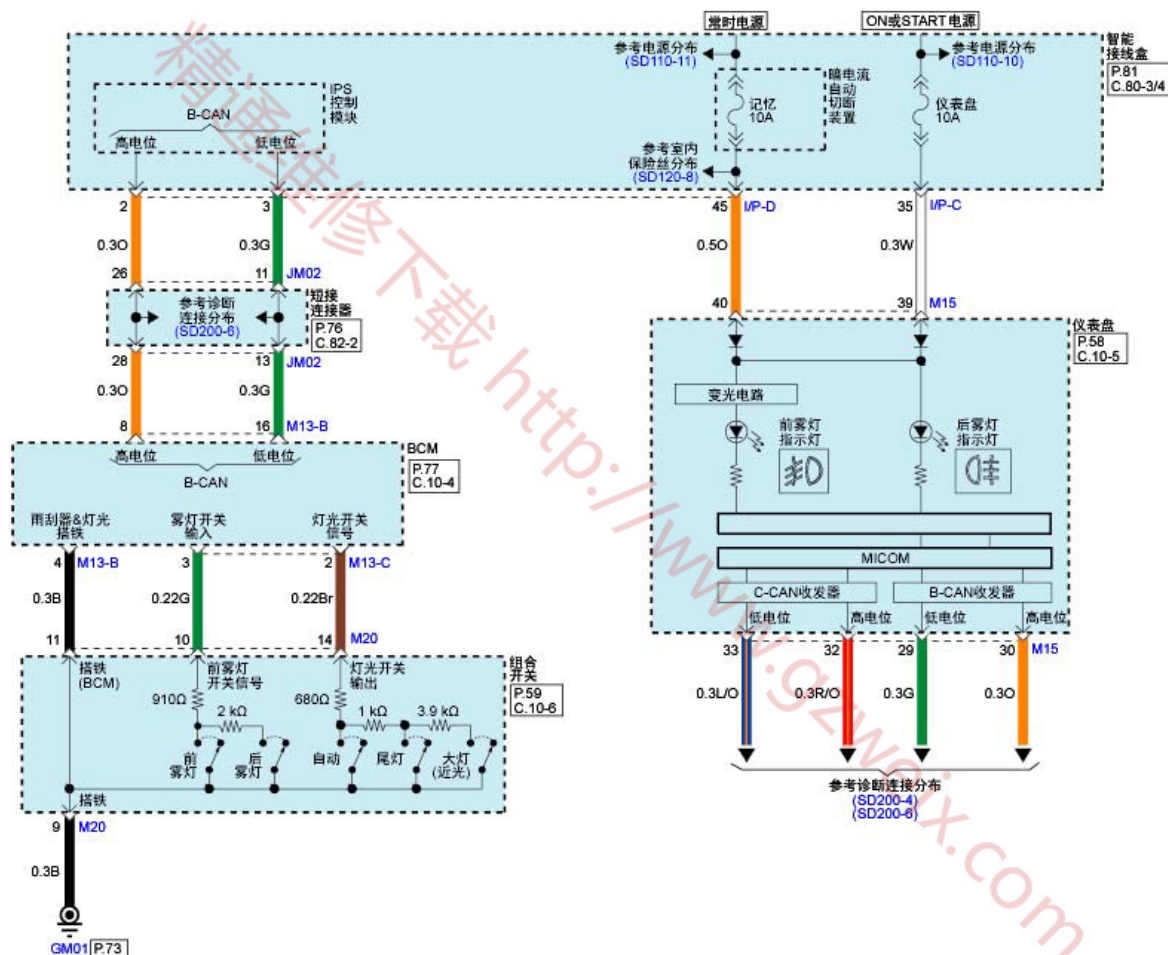 常时电源
ON或START 电源
智能
接线盒
P.81
C.80-3/4
参考电源分布
(SD110-11)
参考电源分布
(SD110-10)
IPS
控制
模块
B-CAN
高电位
低电位
暗电流
自动
切断
装置
记忆
10A
仪表盘
10A
参考室内
保险丝分布
(SD120-8)
2
3
45
I/P-D
35
I/P-C
0.3O
0.3G
0.5O
0.3W
26
11
JM02
40
39
M15
参考诊断
连接分布
(SD200-6)
短接
连接器
P.76
C.82-2
仪表盘
P.58
C.10-5
28
13
JM02
0.3O
0.3G
8
16
M13-B
变光电路
前雾灯
指示灯
后雾灯
指示灯
高电位
低电位
B-CAN
BCM
P.77
C.10-4
雨刮器&灯光
搭铁
雾灯开关
输入
灯光开关
信号
MICOM
C-CAN收发器
B-CAN收发器
低电位
高电位
低电位
高电位
4
M13-B
3
2
M13-C
0.3B
0.22G
0.22Br
11
10
14
M20
33
32
29
30
M15
0.3L/O
0.3R/O
0.3G
0.3O
参考诊断连接分布
(SD200-4)
(SD200-6)
搭铁
(BCM)
前雾灯
开关信号
灯光开关
输出
组合
开关
P.59
C.10-6
910Ω
2 kΩ
680Ω
1 kΩ
3.9 kΩ
前
雾灯
后
雾灯
自动
尾灯
大灯
(近光)
搭铁
9
M20
0.3B
GM01
P.73
精通维修下载 http://www.gzweix.com